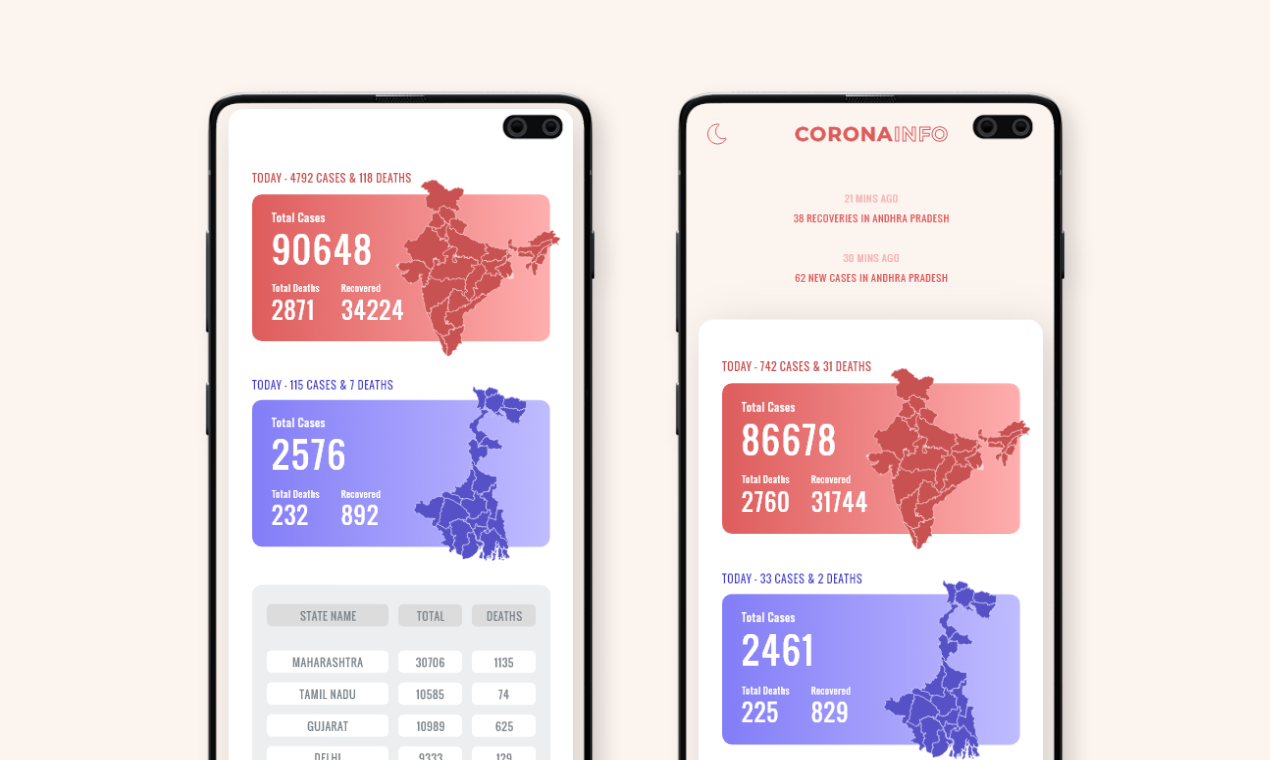 TODAY - 4792 CASES & 118 DEATHS
Total Cases
90648
Total Deaths Recovered
2871 34224
TODAY - 115 CASES & 7 DEATHS
Total Cases
2576
Total Deaths Recovered
232 892
STATE NAME TOTAL DEATHS
MAHARASHTRA 30706 1135
TAMIL NADU 10585 74
GUJARAT 10989 625
DELHI 9333 129
CORONAINFO
21 MINS AGO
38 RECOVERIES IN ANDHRA PRADESH
30 MINS AGO
62 NEW CASES IN ANDHRA PRADESH
TODAY - 742 CASES & 31 DEATHS
Total Cases
86678
Total Deaths Recovered
2760 31744
TODAY - 33 CASES & 2 DEATHS
Total Cases
2461
Total Deaths Recovered
225 829